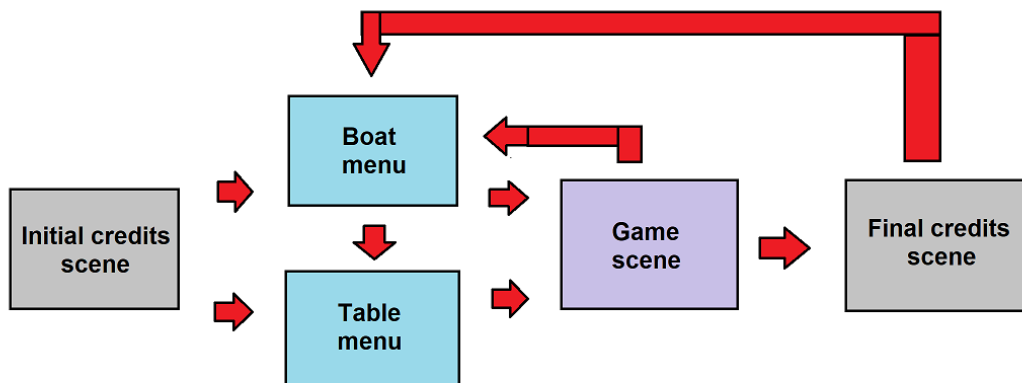 Boat
menu
Initial credits
scene
Table
menu
Game
scene
Final credits
scene